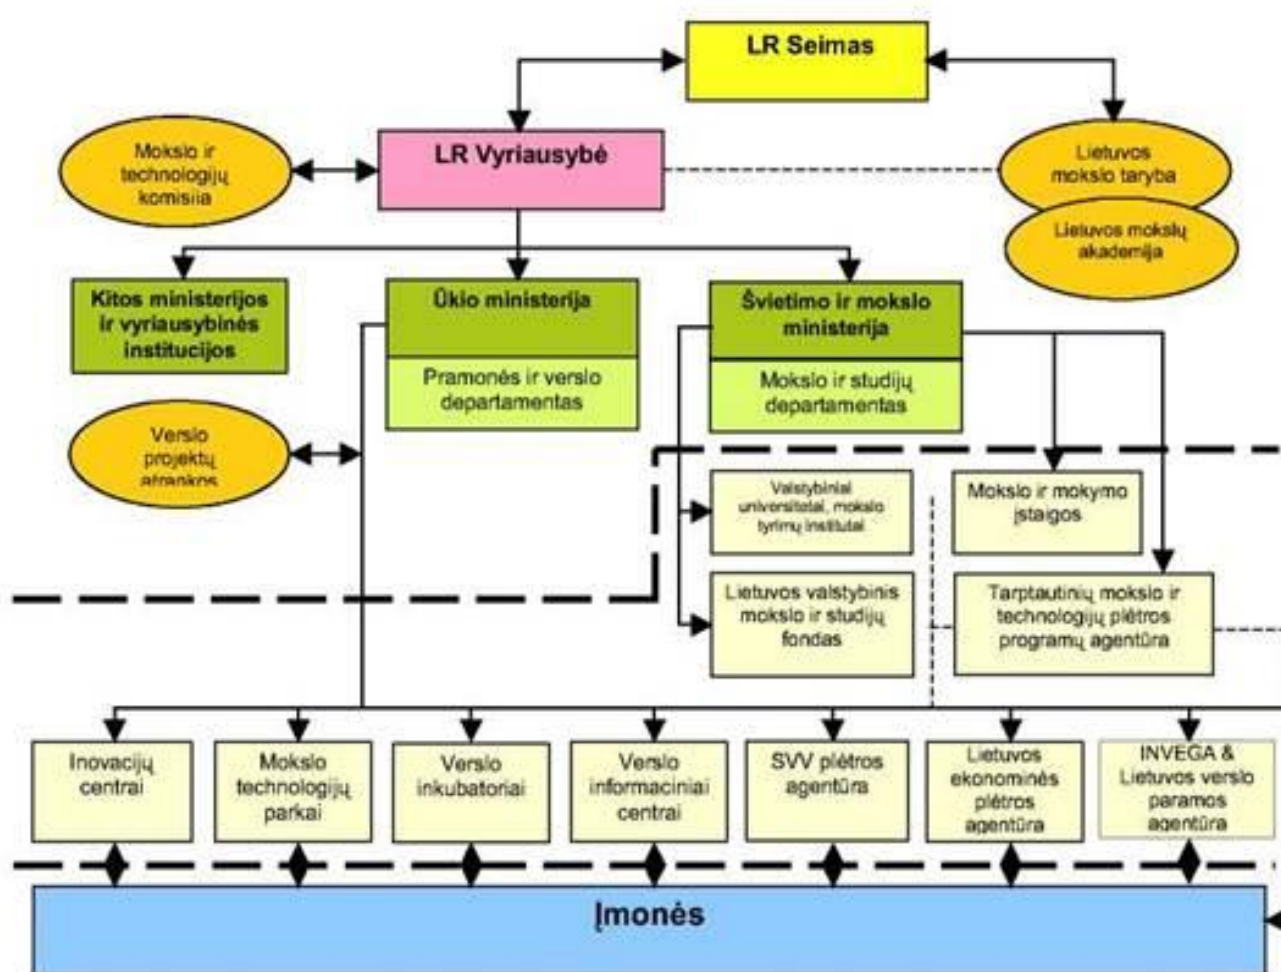 LR Seimas
LR Vyriausybė
Mokslo ir
technologijų
komisija
Lietuvos
mokslo taryba
Lietuvos mokslų
akademija
Kitos ministerijos
ir vyriausybinės
institucijos
Ūkio ministerija
Pramonės ir verslo
departamentas
Švietimo ir mokslo
ministerija
Mokslo ir studijų
departamentas
Verslo
projektų
atrankos
Valstybiniai
universitetai, mokslo
tyrimų institutai
Mokslo ir mokymo
įstaigos
Lietuvos valstybinis
mokslo ir studijų
fondas
Tarptautinių mokslo ir
technologijų plėtros
programų agentūra
Inovacijų
centrai
Mokslo
technologijų
parkai
Verslo
inkubatoriai
Verslo
informaciniai
centrai
SVV plėtros
agentūra
Lietuvos
ekonominės
plėtros
agentūra
INVEGA &
Lietuvos verslo
paramos
agentūra
Įmonės